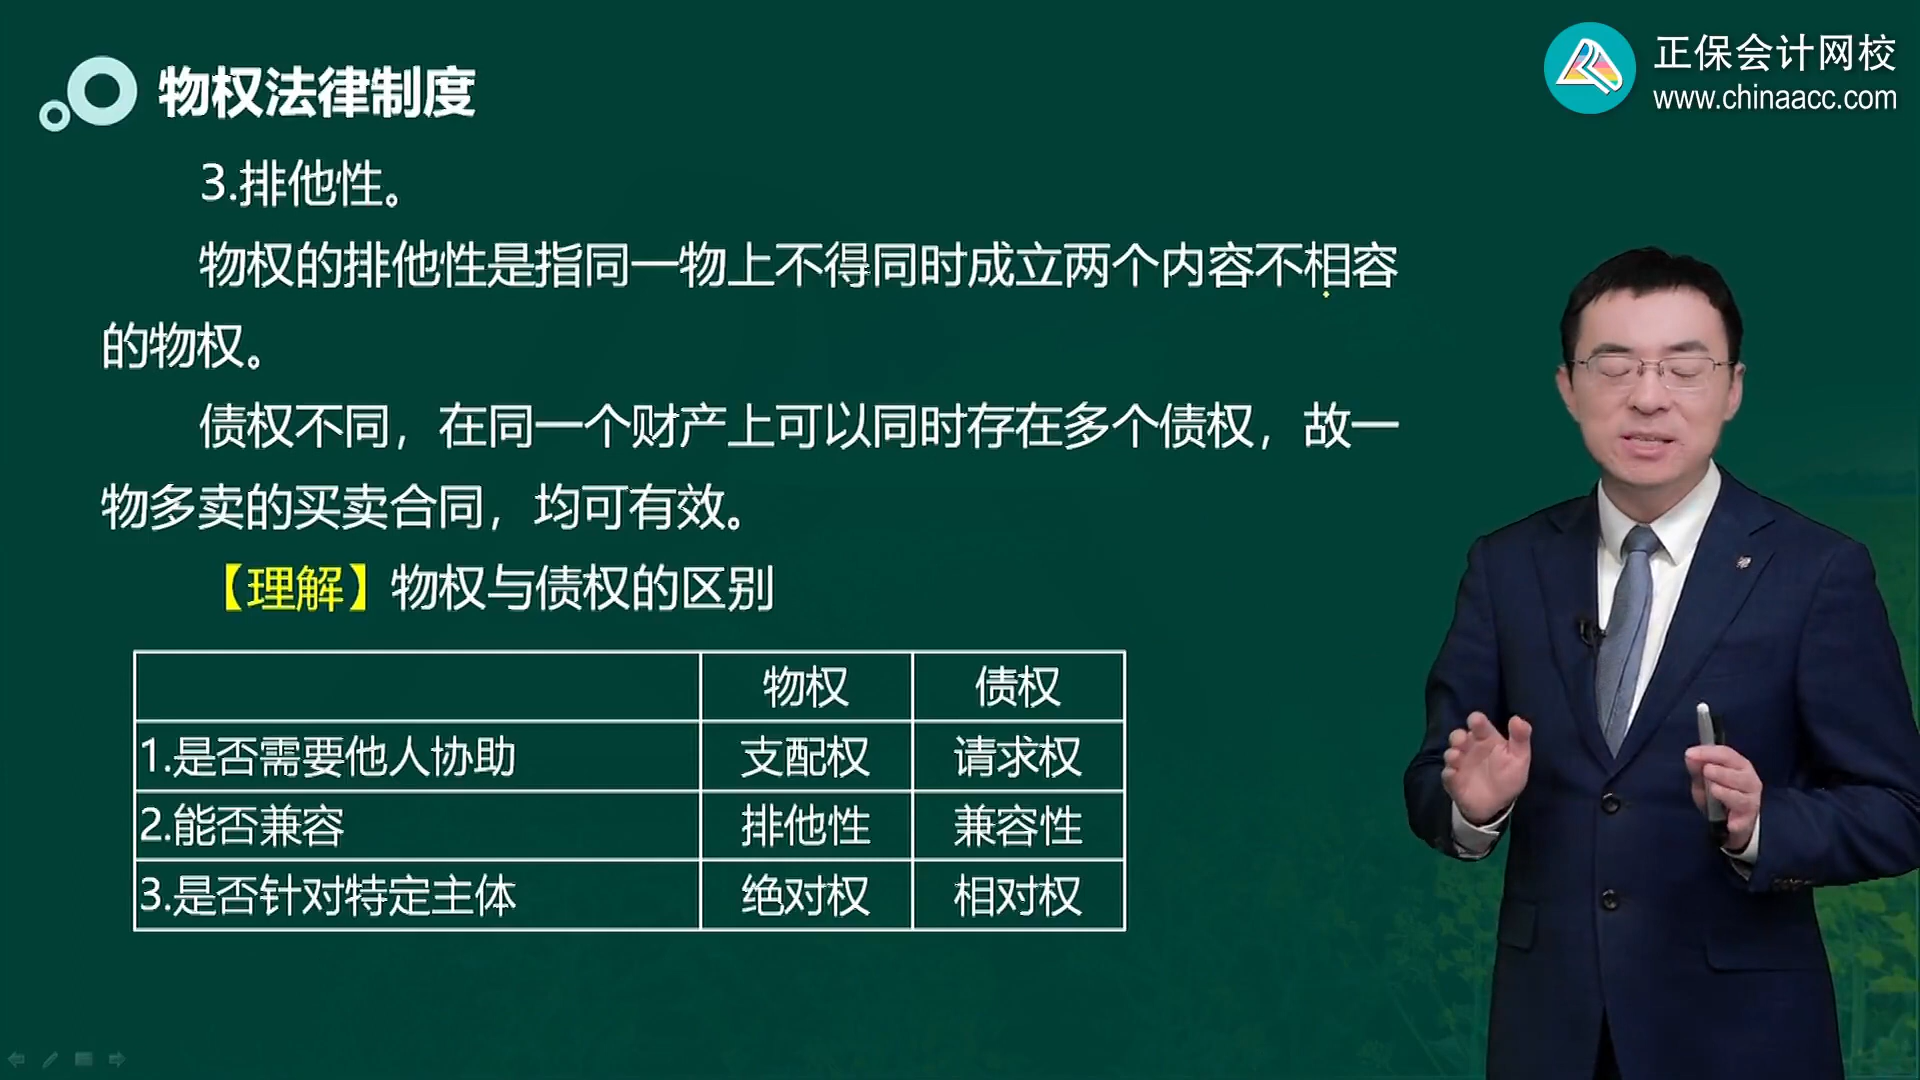 物权法律制度
正保会计网校
www.chinaacc.com
3.排他性。
物权的排他性是指同一物上不得同时成立两个内容不相容
的物权。
债权不同，在同一个财产上可以同时存在多个债权，故一
物多卖的买卖合同，均可有效。
【理解】物权与债权的区别
物权 债权
1.是否需要他人协助 支配权 请求权
2.能否兼容 排他性 兼容性
3.是否针对特定主体 绝对权 相对权